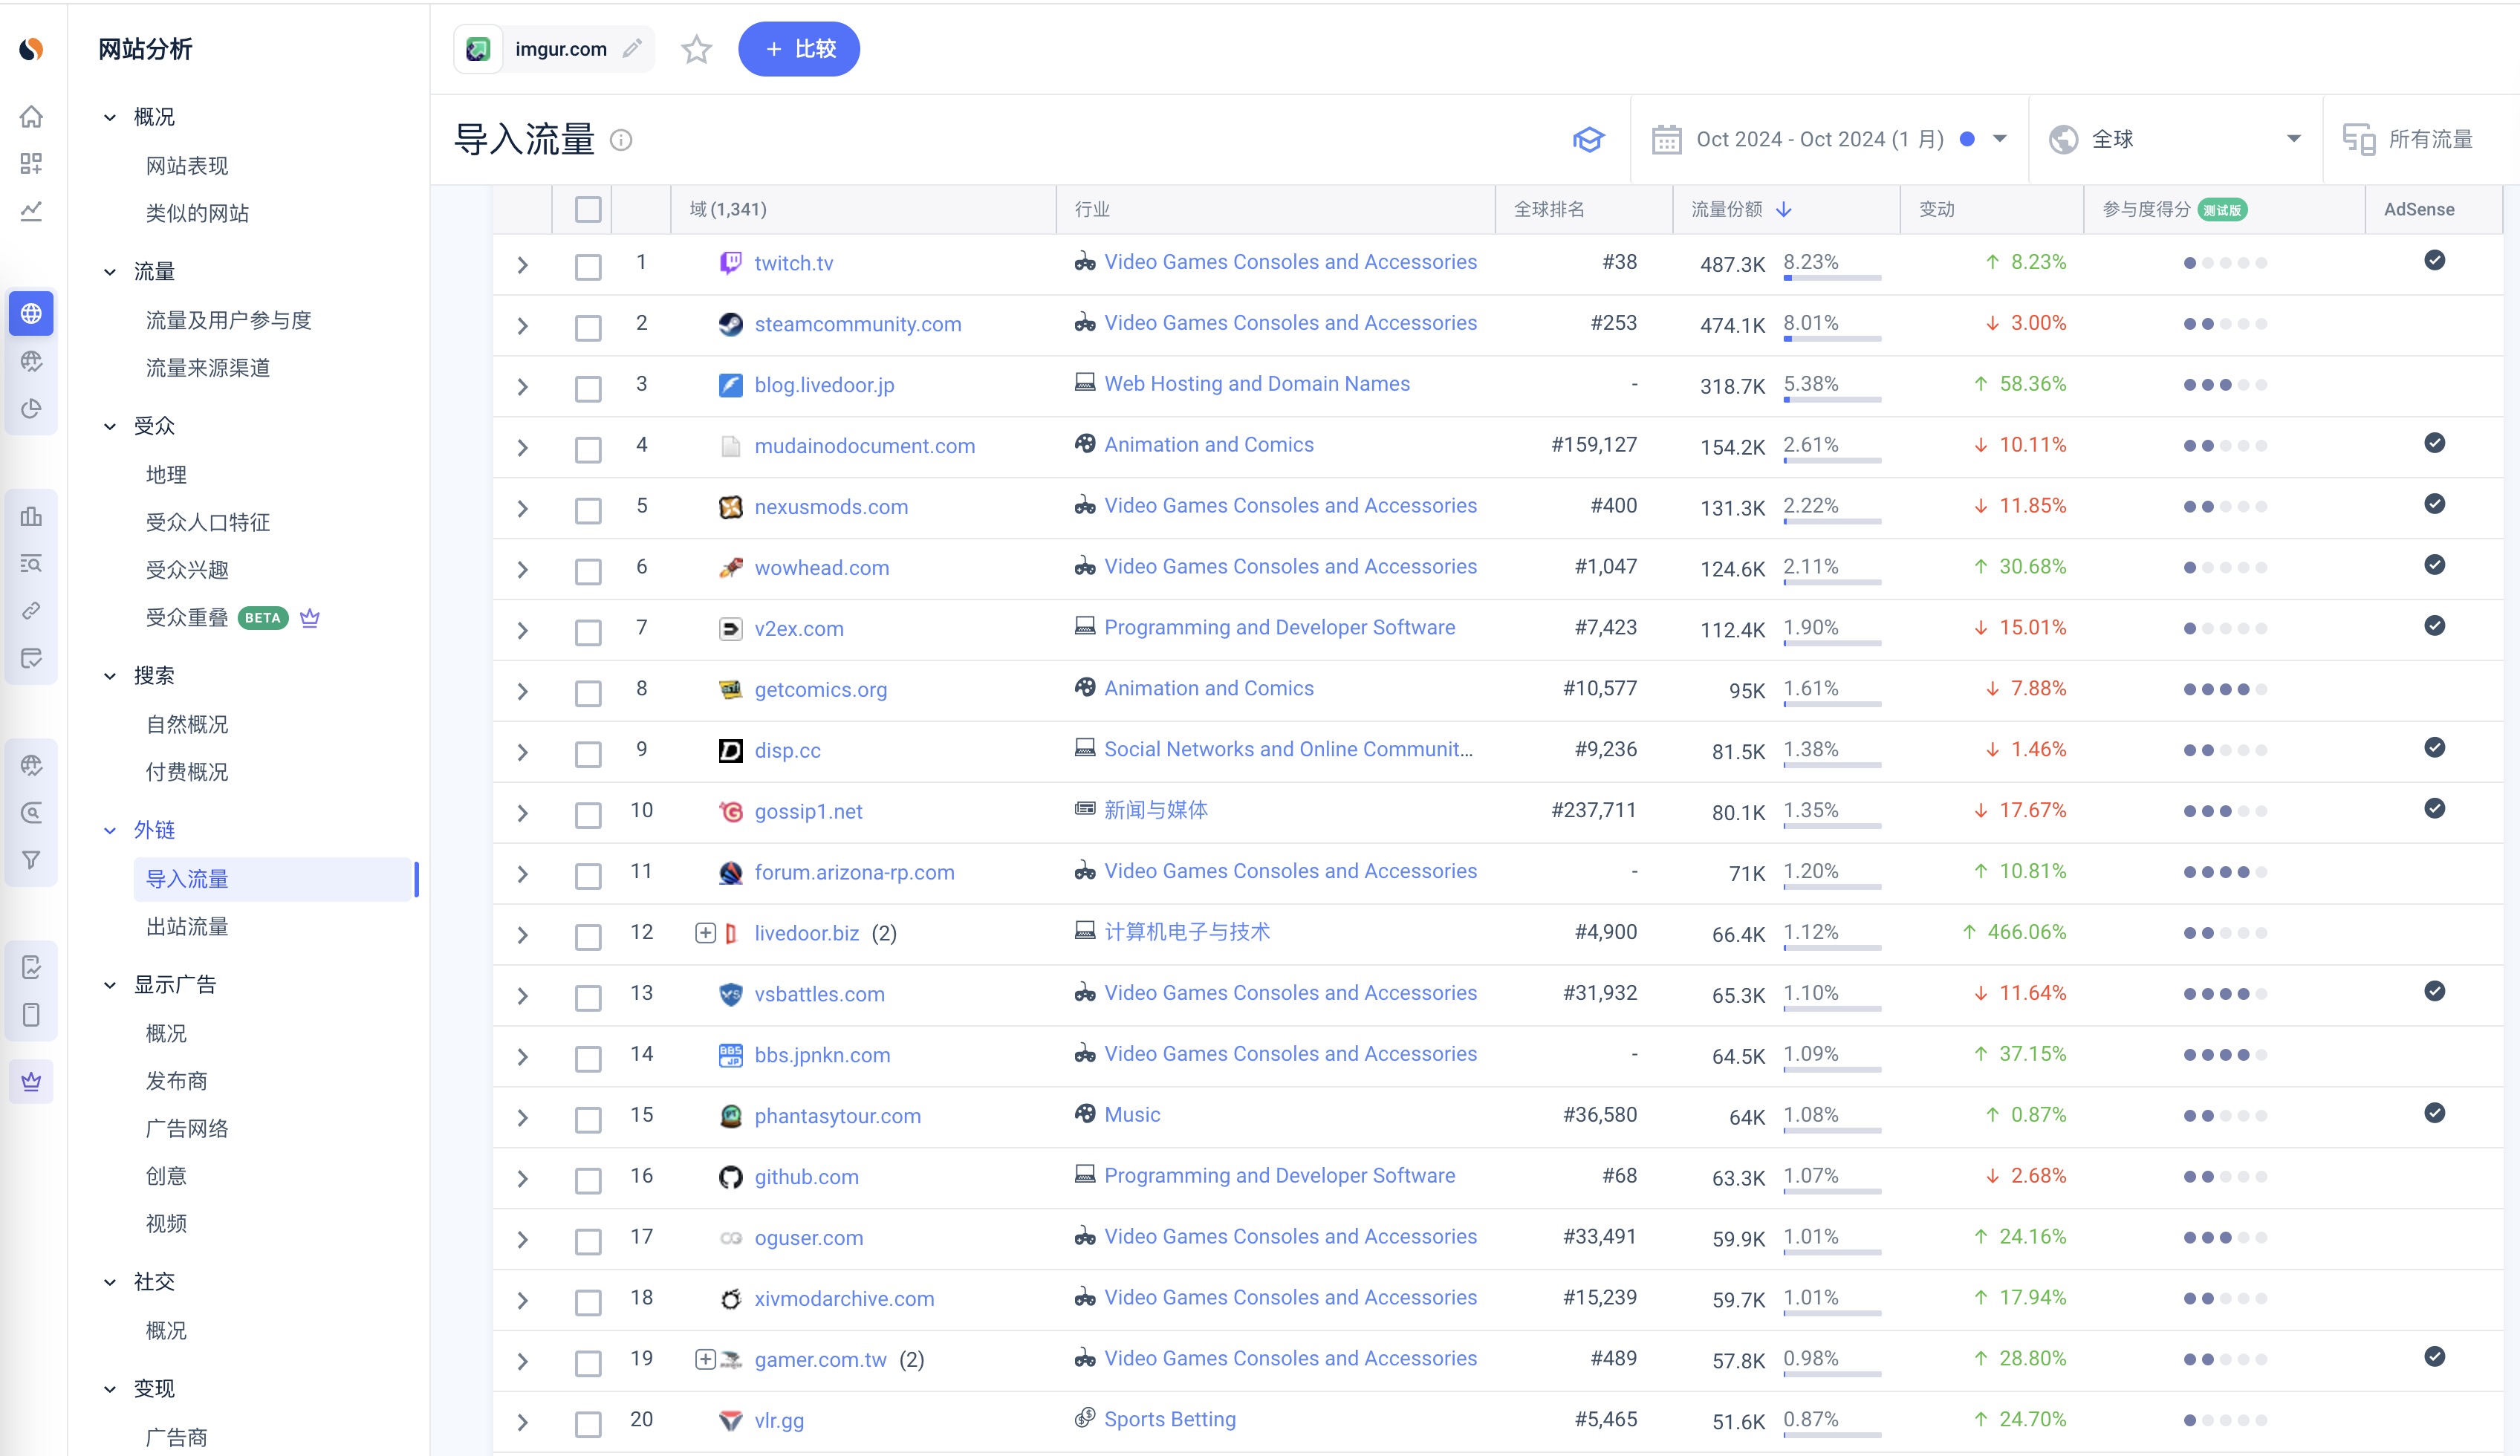 网站分析
imgur.com
+ 比较
概况
网站表现
类似的网站
流量
流量及用户参与度
流量来源渠道
受众
地理
受众人口特征
受众兴趣
受众重叠 BETA
搜索
自然概况
付费概况
外链
导入流量
出站流量
显示广告
概况
发布商
广告网络
创意
视频
社交
概况
变现
广告商
导入流量
Oct 2024 - Oct 2024 (1 月)
全球
所有流量
域 (1,341) 行业 全球排名 流量份额 变动 参与度得分 测试版 AdSense
1 twitch.tv Video Games Consoles and Accessories #38 487.3K 8.23% ↑ 8.23%
2 steamcommunity.com Video Games Consoles and Accessories #253 474.1K 8.01% ↓ 3.00%
3 blog.livedoor.jp Web Hosting and Domain Names - 318.7K 5.38% ↑ 58.36%
4 mudainodocument.com Animation and Comics #159,127 154.2K 2.61% ↓ 10.11%
5 nexusmods.com Video Games Consoles and Accessories #400 131.3K 2.22% ↓ 11.85%
6 wowhead.com Video Games Consoles and Accessories #1,047 124.6K 2.11% ↑ 30.68%
7 v2ex.com Programming and Developer Software #7,423 112.4K 1.90% ↓ 15.01%
8 getcomics.org Animation and Comics #10,577 95K 1.61% ↓ 7.88%
9 disp.cc Social Networks and Online Communit... #9,236 81.5K 1.38% ↓ 1.46%
10 gossip1.net 新闻与媒体 #237,711 80.1K 1.35% ↓ 17.67%
11 forum.arizona-rp.com Video Games Consoles and Accessories - 71K 1.20% ↑ 10.81%
12 livedoor.biz (2) 计算机电子与技术 #4,900 66.4K 1.12% ↑ 466.06%
13 vsbattles.com Video Games Consoles and Accessories #31,932 65.3K 1.10% ↓ 11.64%
14 bbs.jpnkn.com Video Games Consoles and Accessories - 64.5K 1.09% ↑ 37.15%
15 phantasytour.com Music #36,580 64K 1.08% ↑ 0.87%
16 github.com Programming and Developer Software #68 63.3K 1.07% ↓ 2.68%
17 oguser.com Video Games Consoles and Accessories #33,491 59.9K 1.01% ↑ 24.16%
18 xivmodarchive.com Video Games Consoles and Accessories #15,239 59.7K 1.01% ↑ 17.94%
19 gamer.com.tw (2) Video Games Consoles and Accessories #489 57.8K 0.98% ↑ 28.80%
20 vlr.gg Sports Betting #5,465 51.6K 0.87% ↑ 24.70%